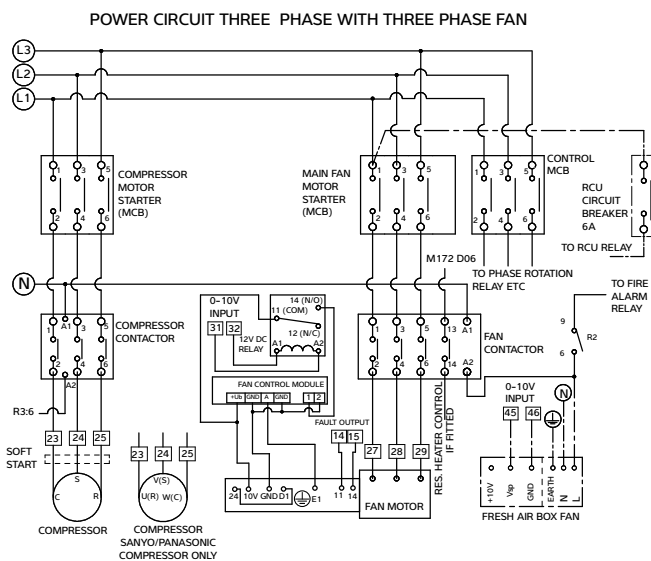 POWER CIRCUIT THREE PHASE WITH THREE PHASE FAN
L3
L2
L1
1 3 5
2 4 6
COMPRESSOR
MOTOR
STARTER
(MCB)
MAIN FAN
MOTOR
STARTER
(MCB)
1 3 5
2 4 6
1 3 5
2 4 6
CONTROL
MCB
RCU
CIRCUIT
BREAKER
6A
TO RCU RELAY
M172 D06
TO PHASE ROTATION
RELAY ETC
N
1 A1 3 5
2 4 6
A2
COMPRESSOR
CONTACTOR
R3:6
0-10V
INPUT
31 32
14 (N/O)
11 (COM)
12 (N/C)
12V DC
RELAY
A1 A2
FAN CONTROL MODULE
+Ub GND A GND 1 2
FAULT OUTPUT
14 15
1 3 5 13 A1
2 4 6 14 A2
FAN
CONTACTOR
TO FIRE
ALARM
RELAY
9
R2
6
RES. HEATER CONTROL
IF FITTED
0-10V
INPUT
45 46
N
23 24 25
SOFT
START
S
C R
COMPRESSOR
23 24 25
V(S)
U(R) W(C)
COMPRESSOR
SANYO/PANASONIC
COMPRESSOR ONLY
24 10V GND D1 E1 11 14
27 28 29
FAN MOTOR
+10V Vsp GND EARTH N L
FRESH AIR BOX FAN